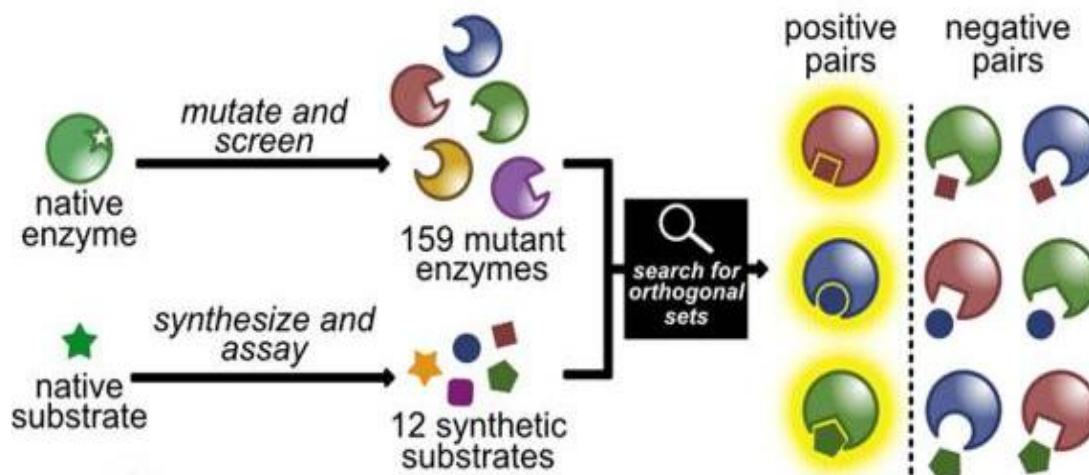 native
enzyme
mutate and
screen
159 mutant
enzymes
native
substrate
synthesize and
assay
12 synthetic
substrates
search for
orthogonal
sets
positive
pairs
negative
pairs